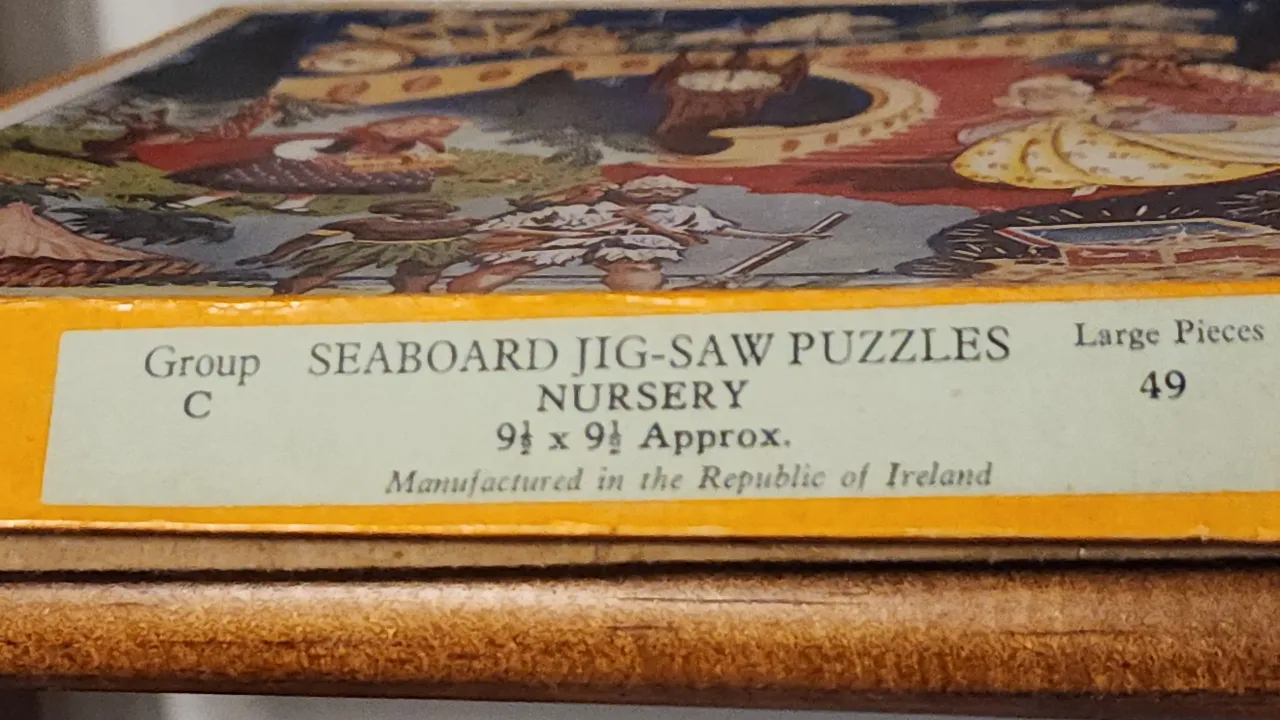 Group SEABOARD JIG-SAW PUZZLES Large Pieces
C NURSERY 49
9½ x 9½ Approx.
Manufactured in the Republic of Ireland